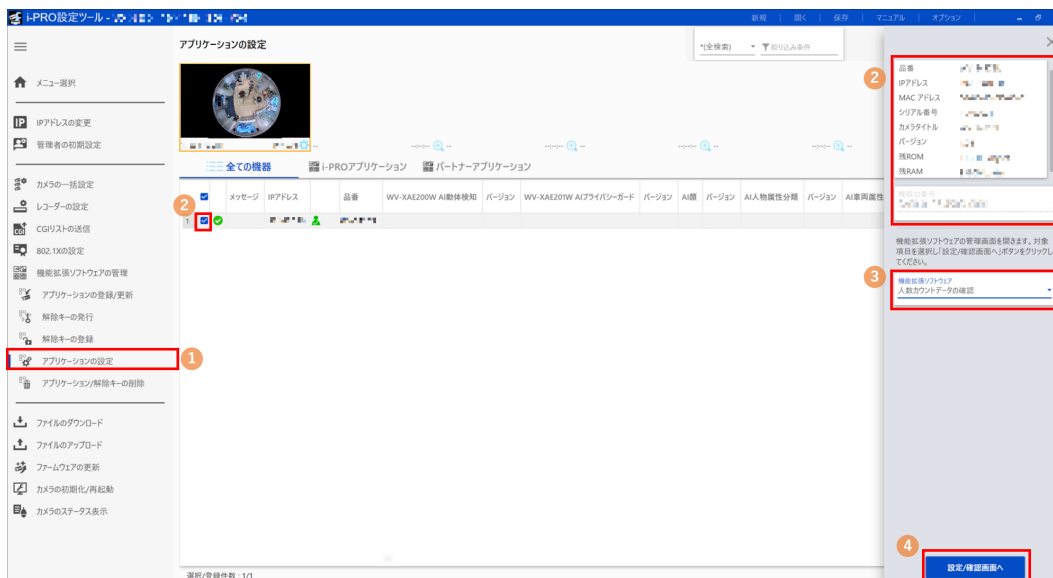 i-PRO設定ツール -
新規 | 開く | 保存 | マニュアル | オプション |
アプリケーションの設定
*(全検索) 絞り込み条件
メニュー選択
IP IPアドレスの変更
管理者の初期設定
カメラの一括設定
レコーダーの設定
CGIリストの送信
802.1Xの設定
機能拡張ソフトウェアの管理
アプリケーションの登録/更新
解除キーの発行
解除キーの登録
アプリケーションの設定
1
アプリケーション/解除キーの削除
ファイルのダウンロード
ファイルのアップロード
ファームウェアの更新
カメラの初期化/再起動
カメラのステータス表示
--
--:--:-- --
--:--:-- --
--:--:-- --
全ての機器 i-PROアプリケーション パートナーアプリケーション
メッセージ IPアドレス 品番 WV-XAE200W AI動体検知 バージョン WV-XAE201W AIプライバシーガード バージョン AI顔 バージョン AI人物属性分類 バージョン AI車両属性
2
1
選択/登録件数 : 1/1
2
品番
IPアドレス
MAC アドレス
シリアル番号
カメラタイトル
バージョン
残ROM
残RAM
機能拡張ソフトウェアの管理画面を開きます。対象
項目を選択し「設定/確認画面へ」ボタンをクリックし
てください。
3
機能拡張ソフトウェア
人数カウントデータの確認
4
設定/確認画面へ